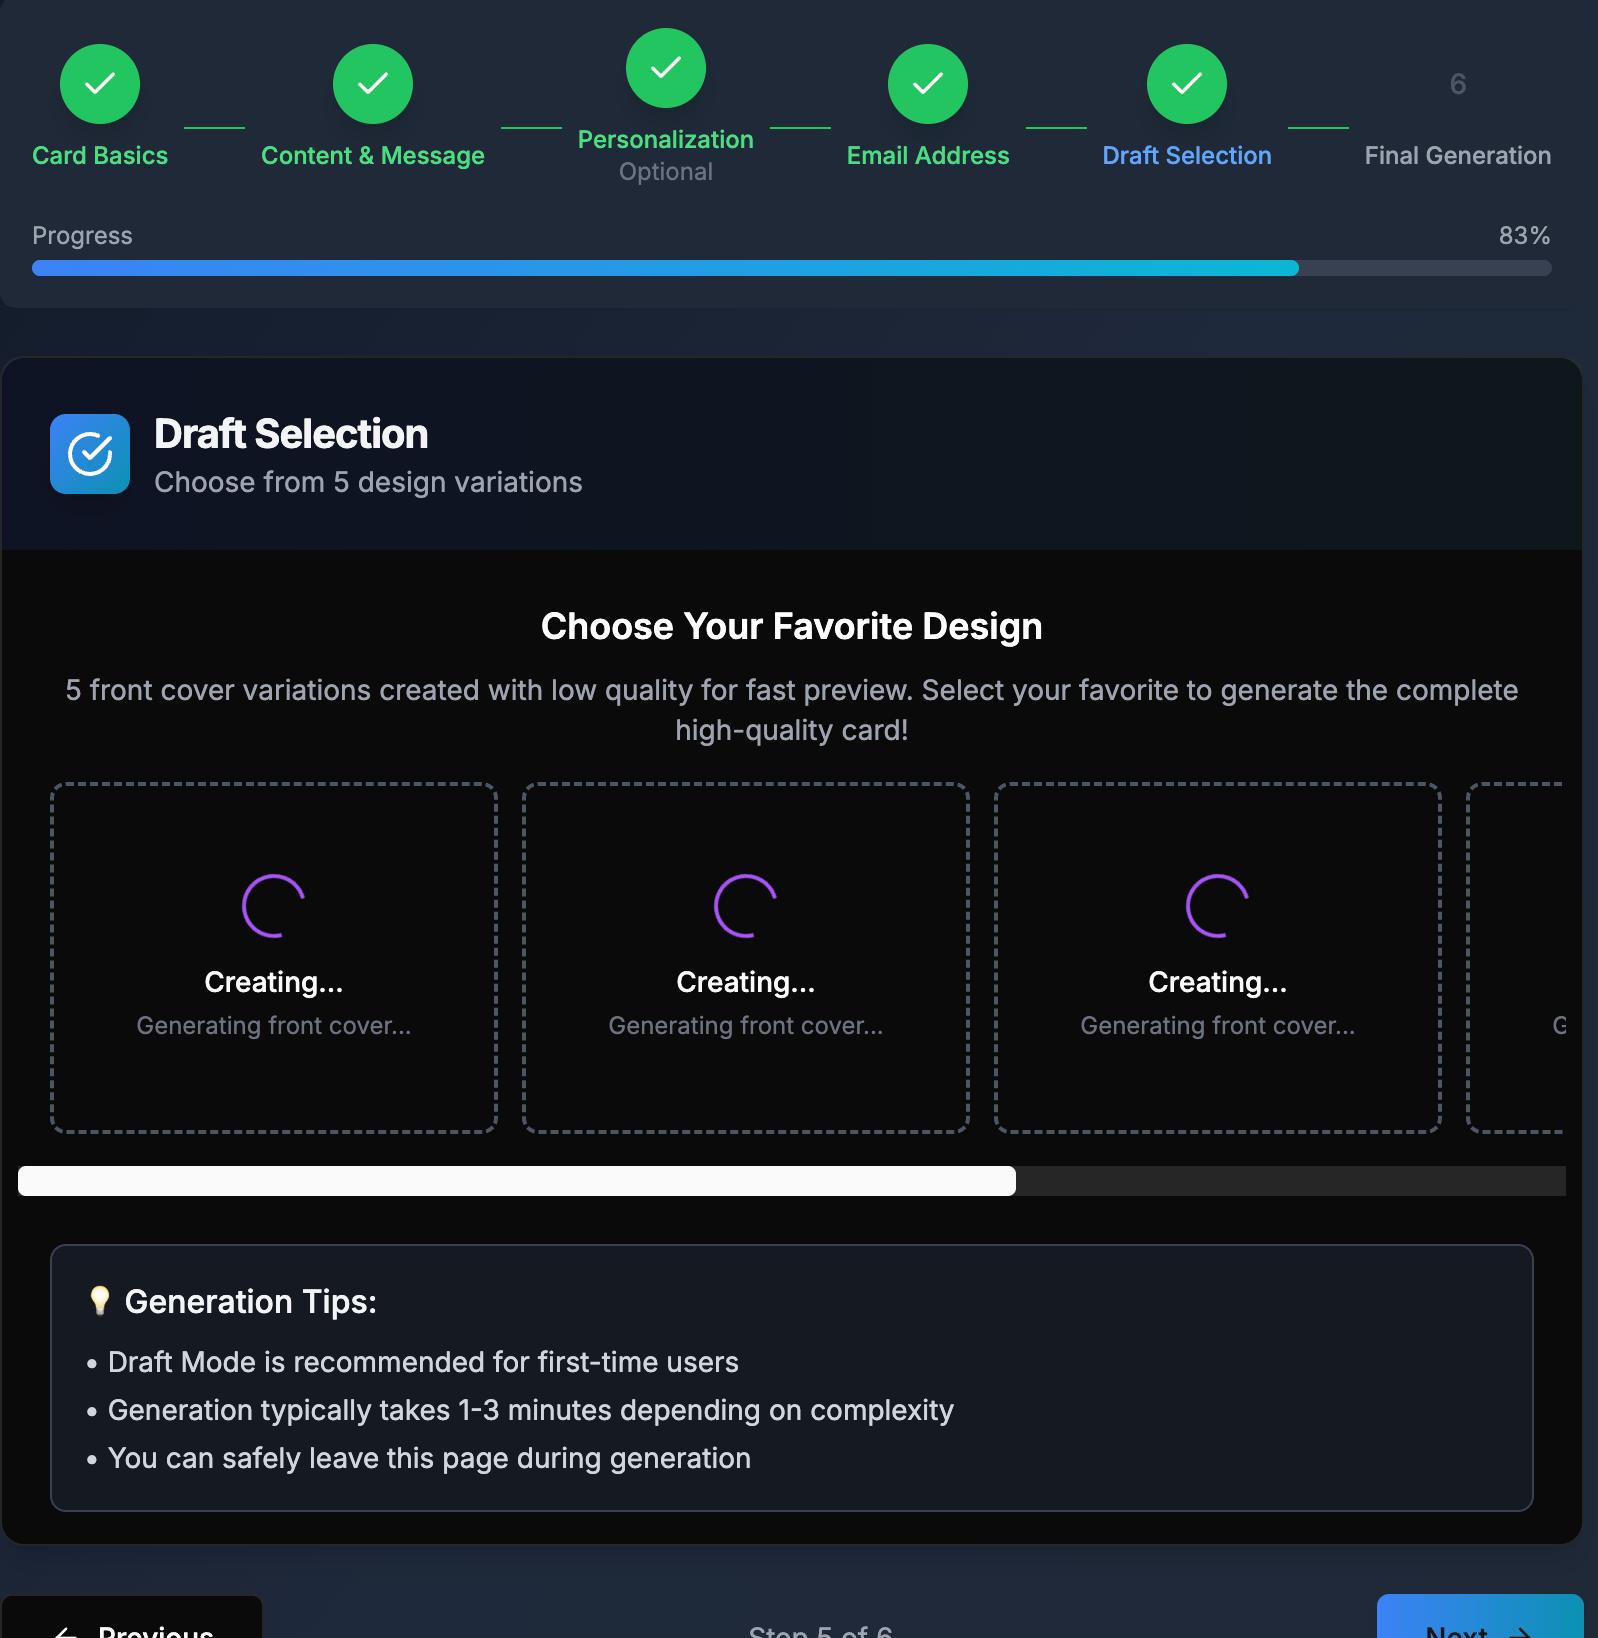 6
Card Basics
Content & Message
Personalization
Optional
Email Address
Draft Selection
Final Generation
Progress
83%
Draft Selection
Choose from 5 design variations
Choose Your Favorite Design
5 front cover variations created with low quality for fast preview. Select your favorite to generate the complete
high-quality card!
Creating...
Generating front cover...
Creating...
Generating front cover...
Creating...
Generating front cover...
G
💡 Generation Tips:
• Draft Mode is recommended for first-time users
• Generation typically takes 1-3 minutes depending on complexity
• You can safely leave this page during generation
← Previous
Step 5 of 6
Next →